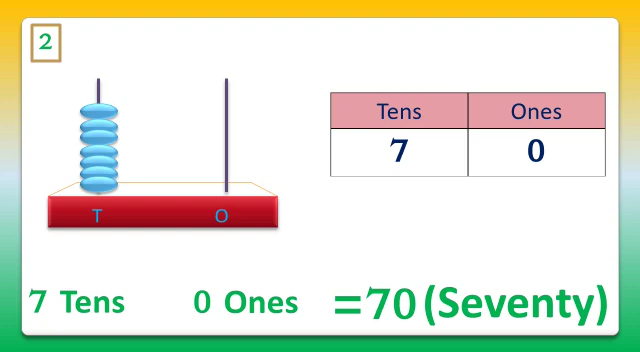 2
Tens Ones
7 0
T O
7 Tens 0 Ones =70 (Seventy)